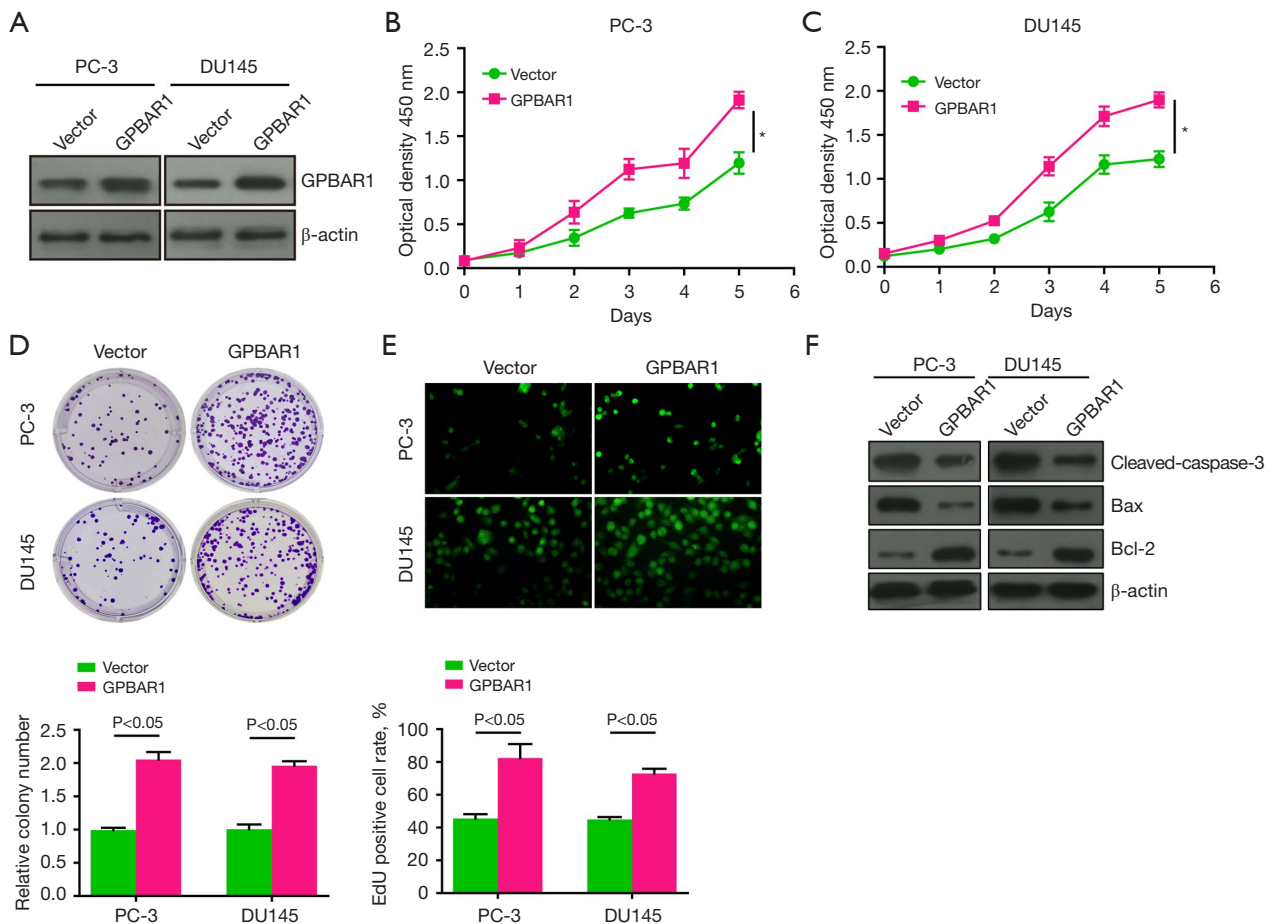 A
PC-3 DU145
Vector GPBAR1 Vector GPBAR1
GPBAR1
β-actin
B
PC-3
Optical density 450 nm
2.5
2.0
1.5
1.0
0.5
0.0
Vector
GPBAR1
*
0 1 2 3 4 5 6
Days
C
DU145
Optical density 450 nm
2.5
2.0
1.5
1.0
0.5
0.0
Vector
GPBAR1
*
0 1 2 3 4 5 6
Days
D
Vector GPBAR1
PC-3
DU145
Vector
GPBAR1
Relative colony number
2.5
2.0
1.5
1.0
0.5
0.0
P<0.05 P<0.05
PC-3 DU145
E
Vector GPBAR1
PC-3
DU145
Vector
GPBAR1
EdU positive cell rate, %
100
80
60
40
20
0
P<0.05 P<0.05
PC-3 DU145
F
PC-3 DU145
Vector GPBAR1 Vector GPBAR1
Cleaved-caspase-3
Bax
Bcl-2
β-actin